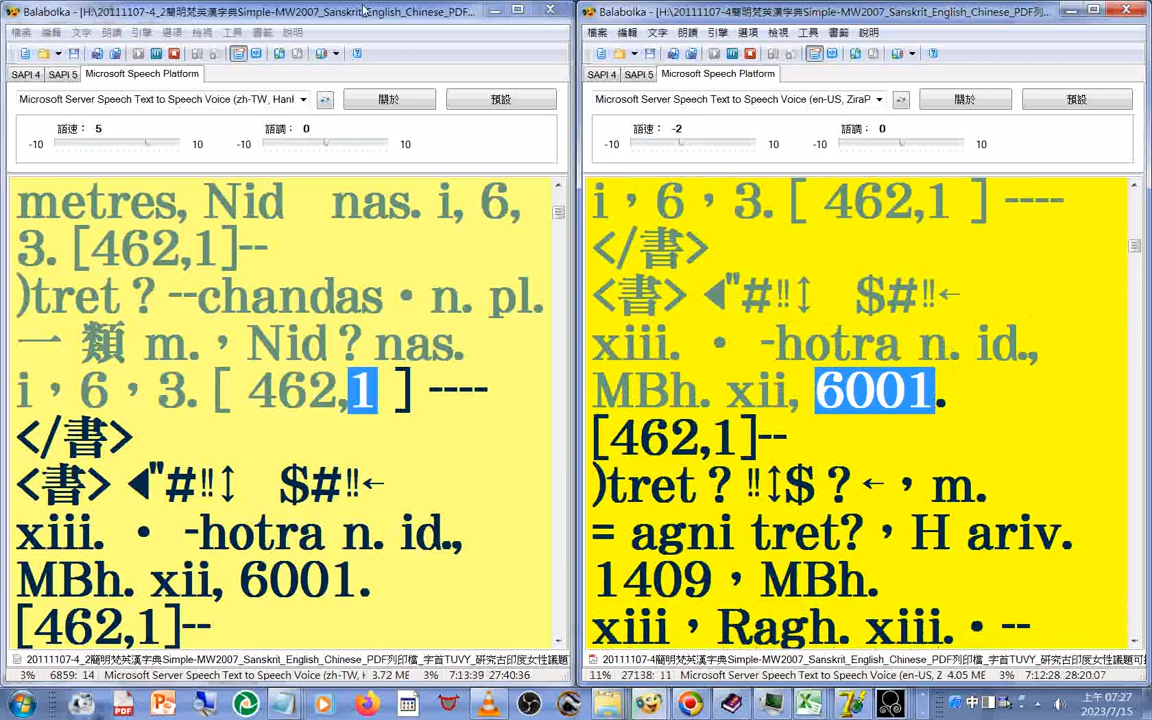 Balabolka - [H:\20111107-4_2簡明梵英漢字典Simple-MW2007_Sanskrit_English_Chinese_PDF...
檔案 編輯 文字 朗讀 引擎 選項 檢視 工具 書籤 說明
SAPI 4 SAPI 5 Microsoft Speech Platform
Microsoft Server Speech Text to Speech Voice (zh-TW, Hanl
關於 預設
語速： 5 語調： 0
-10 10 -10 10
metres, Nid nas. i, 6,
3. [462,1]--
)tret ? --chandas • n. pl.
一 類 m. ，Nid ? nas.
i，6，3. [ 462,1 ] ----
</書>
<書> ◀"#‼↕ $#‼←
xiii. • -hotra n. id.,
MBh. xii, 6001.
[462,1]--
20111107-4_2簡明梵英漢字典Simple-MW2007_Sanskrit_English_Chinese_PDF列印檔_字首TUVY_研究古印度女性議題
3% 6859: 14 Microsoft Server Speech Text to Speech Voice (zh-TW, H 3.72 MB 3% 7:13:39 27:40:36
Balabolka - [H:\20111107-4簡明梵英漢字典Simple-MW2007_Sanskrit_English_Chinese_PDF列...
檔案 編輯 文字 朗讀 引擎 選項 檢視 工具 書籤 說明
SAPI 4 SAPI 5 Microsoft Speech Platform
Microsoft Server Speech Text to Speech Voice (en-US, ZiraP
關於 預設
語速： -2 語調： 0
-10 10 -10 10
i，6，3. [ 462,1 ] ----
</書>
<書> ◀"#‼↕ $#‼←
xiii. • -hotra n. id.,
MBh. xii, 6001.
[462,1]--
)tret ? ‼↕$ ? ←，m.
= agni tret?，H ariv.
1409，MBh.
xiii，Ragh. xiii. • --
20111107-4簡明梵英漢字典Simple-MW2007_Sanskrit_English_Chinese_PDF列印檔_字首TUVY_研究古印度女性議題可
11% 27138: 11 Microsoft Server Speech Text to Speech Voice (en-US, Z 4.05 MB 3% 7:12:28 28:20:07
中
上午 07:27
2023/7/15